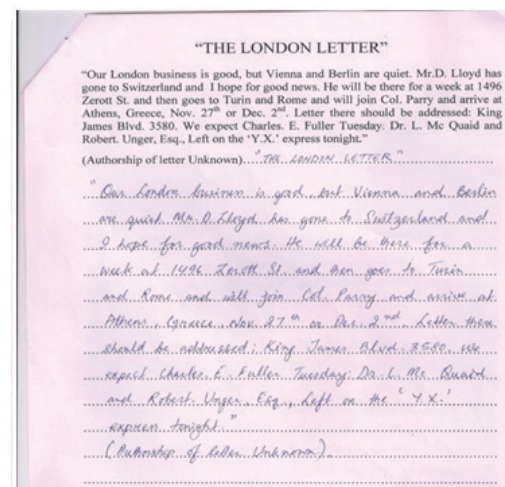 "THE LONDON LETTER"
"Our London business is good, but Vienna and Berlin are quiet. Mr.D. Lloyd has
gone to Switzerland and I hope for good news. He will be there for a week at 1496
Zerott St. and then goes to Turin and Rome and will join Col. Parry and arrive at
Athens, Greece, Nov. 27th or Dec. 2nd. Letter there should be addressed: King
James Blvd. 3580. We expect Charles. E. Fuller Tuesday. Dr. L. Mc Quaid and
Robert. Unger, Esq., Left on the 'Y.X.' express tonight."
(Authorship of letter Unknown) "THE LONDON LETTER"
"Our London business is good, but Vienna and Berlin
are quiet. Mr. D. Lloyd has gone to Switzerland and
I hope for good news. He will be there for a
week at 1496 Zerott St. and then goes to Turin
and Rome and will join Col. Parry and arrive at
Athens, Greece, Nov. 27th or Dec. 2nd. Letter there
should be addressed: King James Blvd. 3580. We
expect Charles. E. Fuller Tuesday. Dr. L. Mc Quaid
and Robert. Unger, Esq., Left on the 'Y.X.'
express tonight."
(Authorship of letter Unknown)